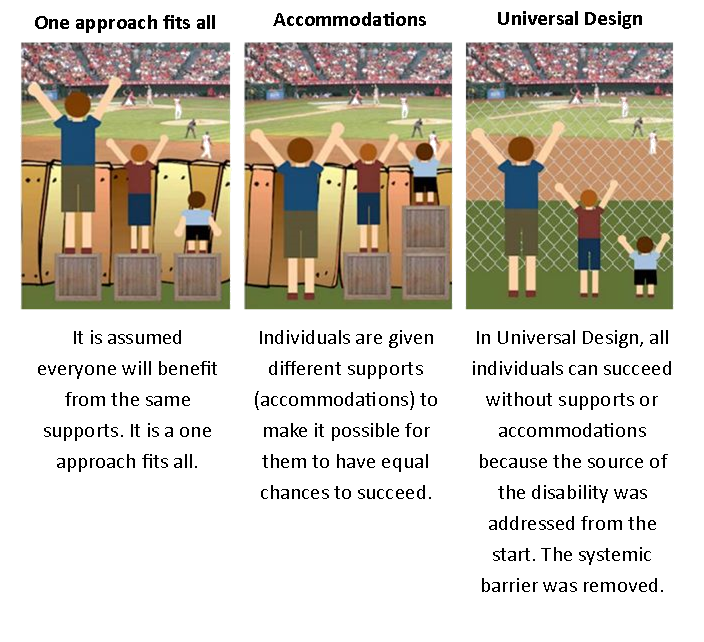 One approach fits all
It is assumed
everyone will benefit
from the same
supports. It is a one
approach fits all.
Accommodations
Individuals are given
different supports
(accommodations) to
make it possible for
them to have equal
chances to succeed.
Universal Design
In Universal Design, all
individuals can succeed
without supports or
accommodations
because the source of
the disability was
addressed from the
start. The systemic
barrier was removed.